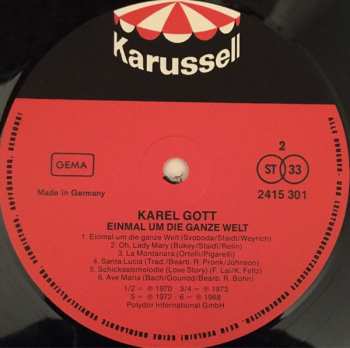 Karussell
GEMA
2
ST 33
Made in Germany
2415 301
KAREL GOTT
EINMAL UM DIE GANZE WELT
1. Einmal um die ganze Welt (Svoboda/Staidl/Weyrich)
2. Oh, Lady Mary (Bukey/Staidl/Relin)
3. La Montanara (Ortelli/Pigarelli)
4. Santa Lucia (Trad./Bearb. R. Pronk/Johnson)
5. Schicksalsmelodie (Love Story) (F. Lai/K. Feltz)
6. Ave Maria (Bach/Gounod/Bearb. R. Bohn)
1/2 – ℗ 1970 3/4 – ℗ 1973
5 – ℗ 1972 6 – ℗ 1968
Polydor International GmbH